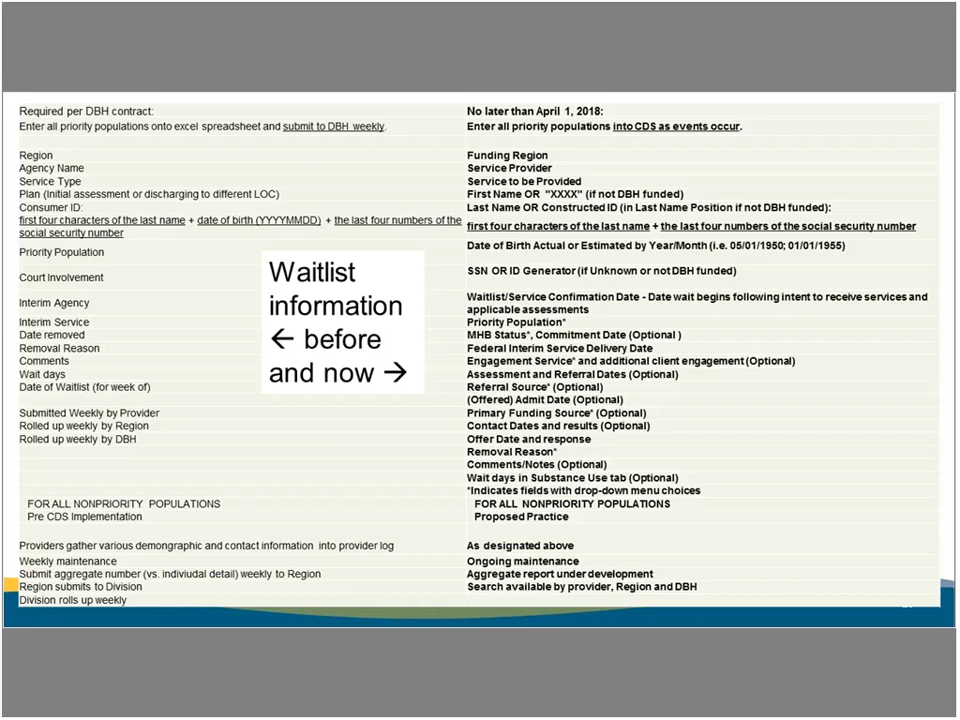 Required per DBH contract:
No later than April 1, 2018:
Enter all priority populations onto excel spreadsheet and submit to DBH weekly.
Enter all priority populations into CDS as events occur.
Region
Funding Region
Agency Name
Service Provider
Service Type
Service to be Provided
Plan (Initial assessment or discharging to different LOC)
First Name OR "XXXX" (if not DBH funded)
Consumer ID:
Last Name OR Constructed ID (in Last Name Position if not DBH funded):
first four characters of the last name + date of birth (YYYYMMDD) + the last four numbers of the
social security number
first four characters of the last name + the last four numbers of the social security number
Priority Population
Date of Birth Actual or Estimated by Year/Month (i.e. 05/01/1950; 01/01/1955)
Court Involvement
SSN OR ID Generator (if Unknown or not DBH funded)
Interim Agency
Waitlist/Service Confirmation Date - Date wait begins following intent to receive services and
applicable assessments
Interim Service
Priority Population*
Date removed
MHB Status*, Commitment Date (Optional )
Removal Reason
Federal Interim Service Delivery Date
Comments
Engagement Service* and additional client engagement (Optional)
Wait days
Assessment and Referral Dates (Optional)
Date of Waitlist (for week of)
Referral Source* (Optional)
(Offered) Admit Date (Optional)
Submitted Weekly by Provider
Primary Funding Source* (Optional)
Rolled up weekly by Region
Contact Dates and results (Optional)
Rolled up weekly by DBH
Offer Date and response
Removal Reason*
Comments/Notes (Optional)
Wait days in Substance Use tab (Optional)
*Indicates fields with drop-down menu choices
FOR ALL NONPRIORITY POPULATIONS
FOR ALL NONPRIORITY POPULATIONS
Pre CDS Implementation
Proposed Practice
Providers gather various demongraphic and contact information into provider log
As designated above
Weekly maintenance
Ongoing maintenance
Submit aggregate number (vs. indiviudal detail) weekly to Region
Aggregate report under development
Region submits to Division
Search available by provider, Region and DBH
Division rolls up weekly
Waitlist
information
← before
and now →